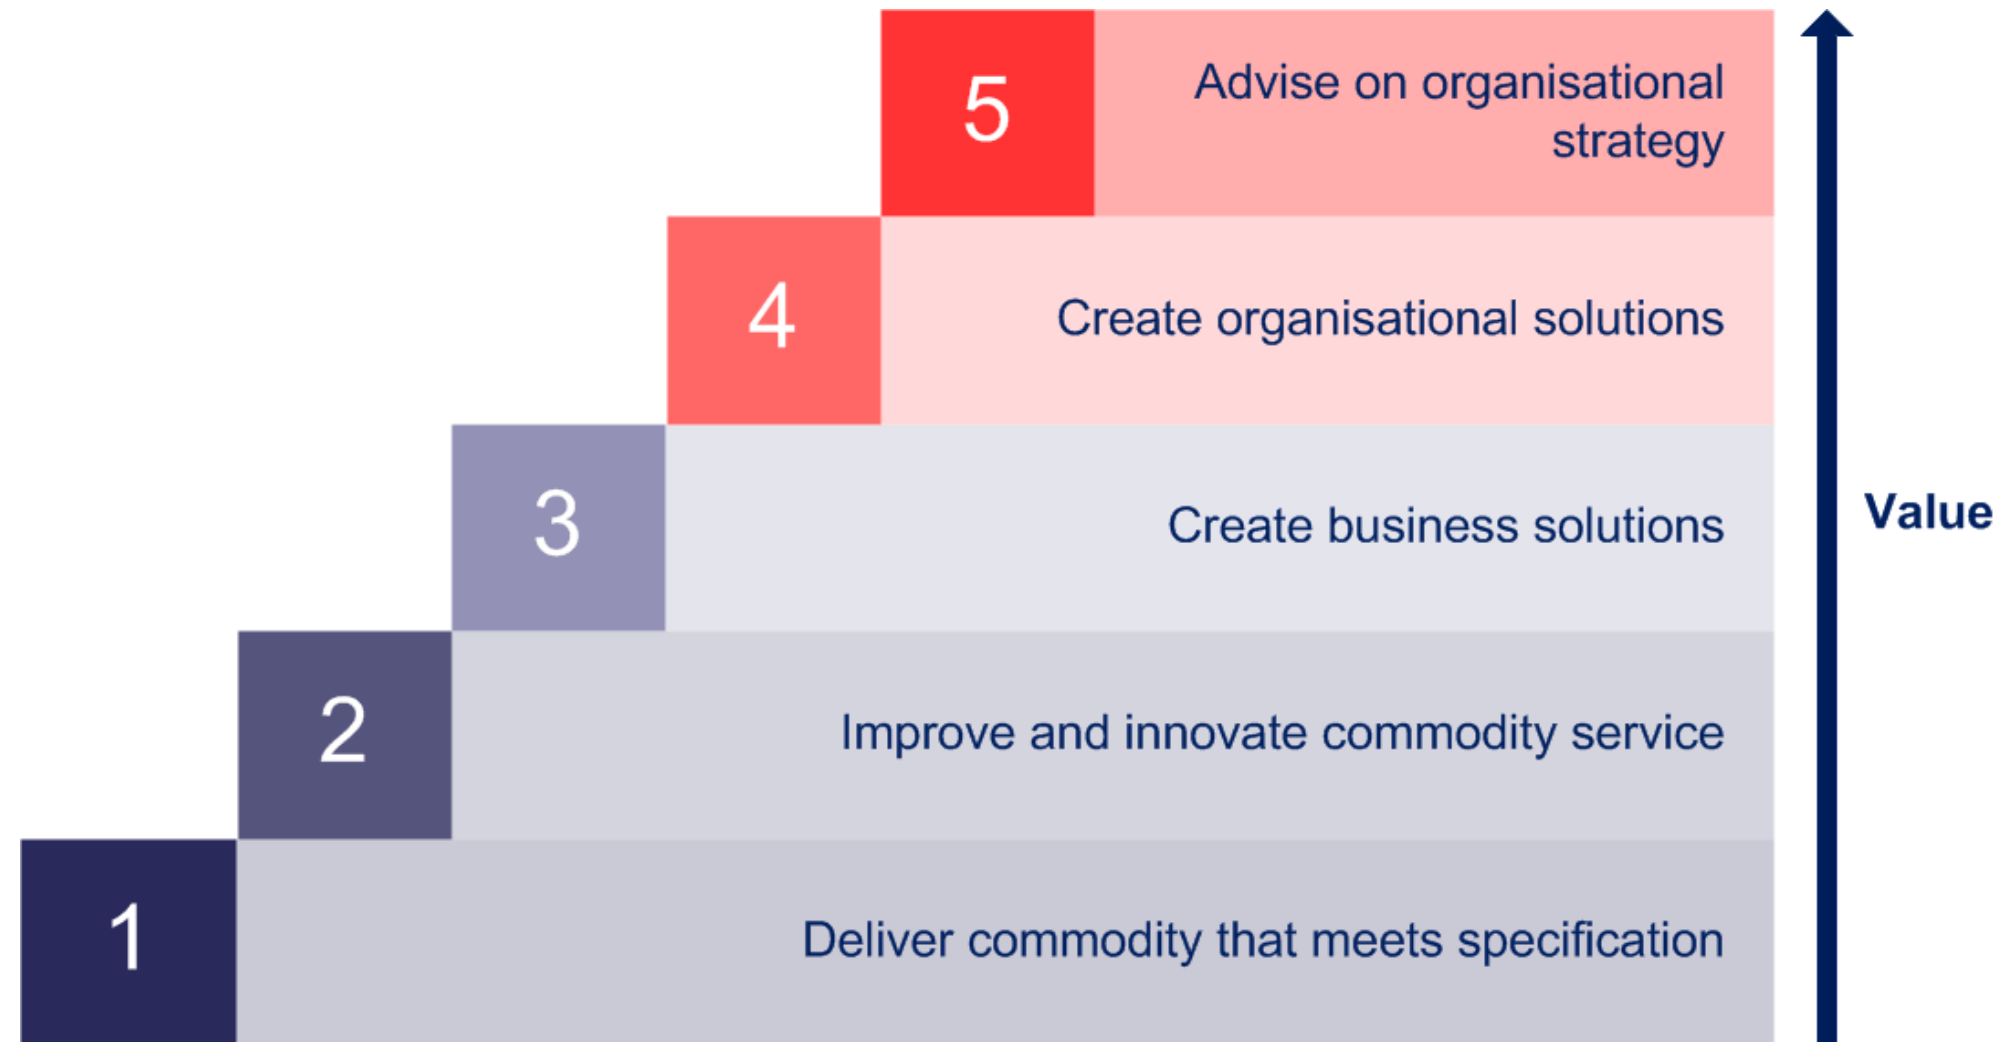 5
Advise on organisational
strategy
4
Create organisational solutions
3
Create business solutions
Value
2
Improve and innovate commodity service
1
Deliver commodity that meets specification